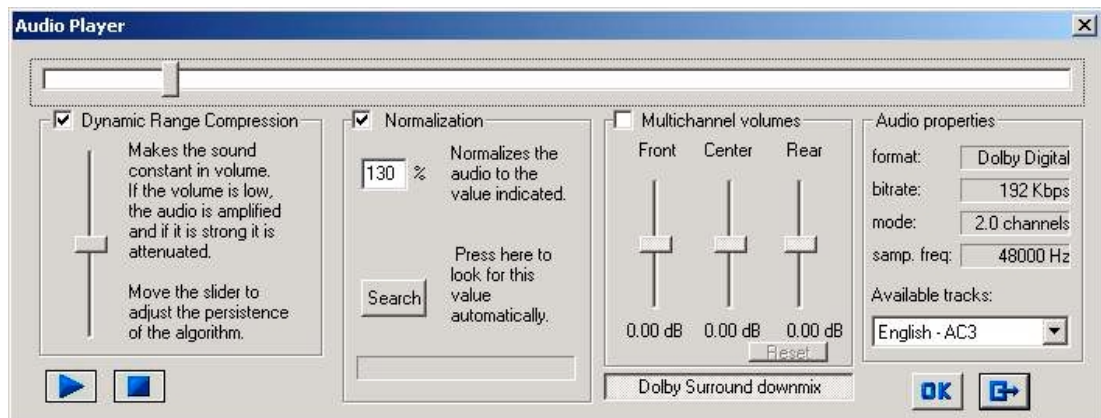 Audio Player
Dynamic Range Compression
Makes the sound
constant in volume.
If the volume is low,
the audio is amplified
and if it is strong it is
attenuated.
Move the slider to
adjust the persistence
of the algorithm.
Normalization
130 %
Normalizes the
audio to the
value indicated.
Search
Press here to
look for this
value
automatically.
Multichannel volumes
Front Center Rear
0.00 dB 0.00 dB 0.00 dB
Reset
Dolby Surround downmix
Audio properties
format: Dolby Digital
bitrate: 192 Kbps
mode: 2.0 channels
samp. freq: 48000 Hz
Available tracks:
English - AC3
OK